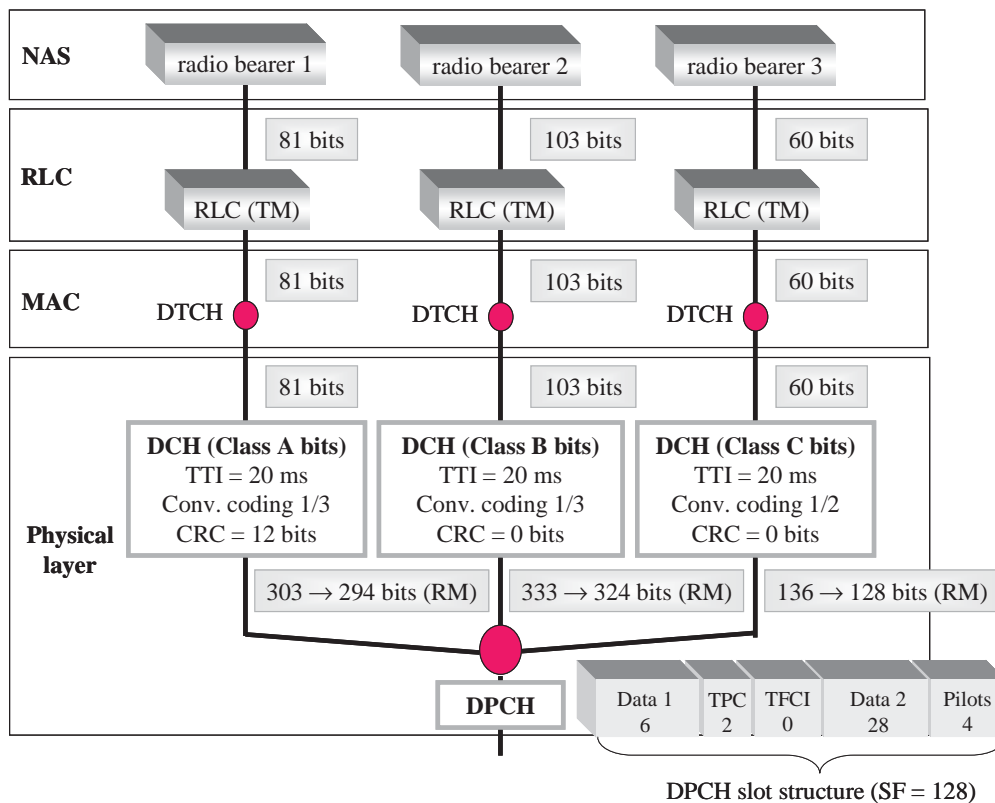 NAS
radio bearer 1
radio bearer 2
radio bearer 3
81 bits
103 bits
60 bits
RLC
RLC (TM)
RLC (TM)
RLC (TM)
MAC
81 bits
103 bits
60 bits
DTCH
DTCH
DTCH
81 bits
103 bits
60 bits
Physical
layer
DCH (Class A bits)
TTI = 20 ms
Conv. coding 1/3
CRC = 12 bits
DCH (Class B bits)
TTI = 20 ms
Conv. coding 1/3
CRC = 0 bits
DCH (Class C bits)
TTI = 20 ms
Conv. coding 1/2
CRC = 0 bits
303 → 294 bits (RM)
333 → 324 bits (RM)
136 → 128 bits (RM)
DPCH
Data 1
6
TPC
2
TFCI
0
Data 2
28
Pilots
4
DPCH slot structure (SF = 128)